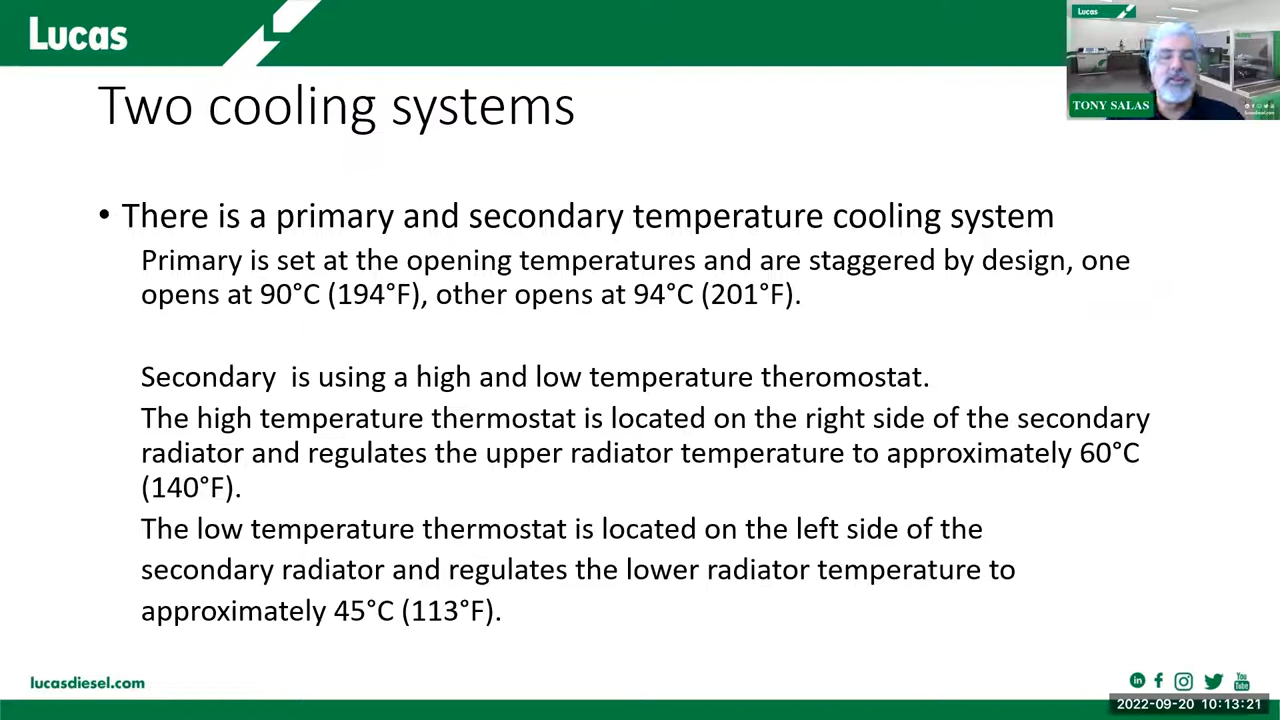 Lucas
Lucas
TONY SALAS
Two cooling systems
• There is a primary and secondary temperature cooling system
Primary is set at the opening temperatures and are staggered by design, one
opens at 90°C (194°F), other opens at 94°C (201°F).
Secondary  is using a high and low temperature theromostat.
The high temperature thermostat is located on the right side of the secondary
radiator and regulates the upper radiator temperature to approximately 60°C
(140°F).
The low temperature thermostat is located on the left side of the
secondary radiator and regulates the lower radiator temperature to
approximately 45°C (113°F).
lucasdiesel.com
2022-09-20 10:13:21